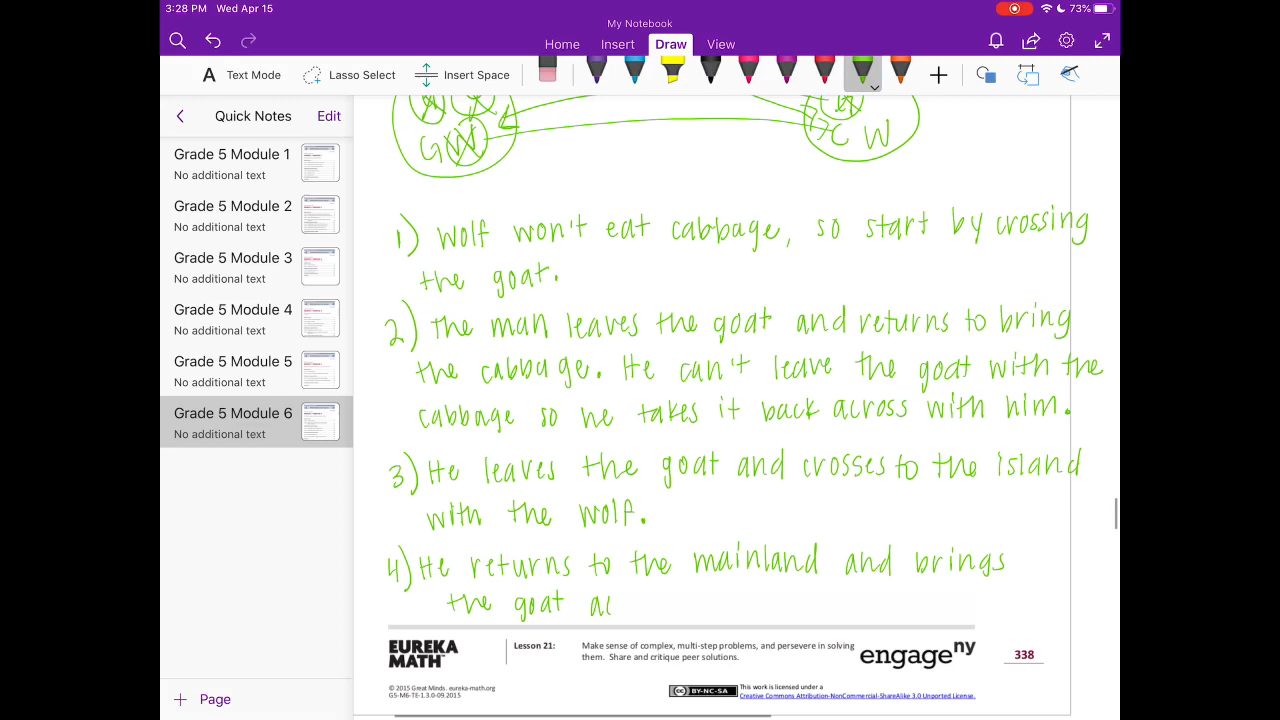 3:28 PM Wed Apr 15
73%
My Notebook
Home Insert Draw View
A Text Mode Lasso Select Insert Space
Quick Notes Edit
Grade 5 Module 1
No additional text
Grade 5 Module 2
No additional text
Grade 5 Module 3
No additional text
Grade 5 Module 4
No additional text
Grade 5 Module 5
No additional text
Grade 5 Module 6
No additional text
Page
G W
C W
1) Wolf won't eat cabbage, so start by crossing
the goat.
2) The man leaves the goat and returns to bring
the cabbage. He can't leave the goat with the
cabbage so he takes it back across with him.
3) He leaves the goat and crosses to the island
with the wolf.
4) He returns to the mainland and brings
the goat ac
EUREKA
MATH
Lesson 21:
Make sense of complex, multi-step problems, and persevere in solving
them. Share and critique peer solutions.
engage ny
338
© 2015 Great Minds. eureka-math.org
G5-M6-TE-1.3.0-09.2015
CC BY-NC-SA
This work is licensed under a
Creative Commons Attribution-NonCommercial-ShareAlike 3.0 Unported License.